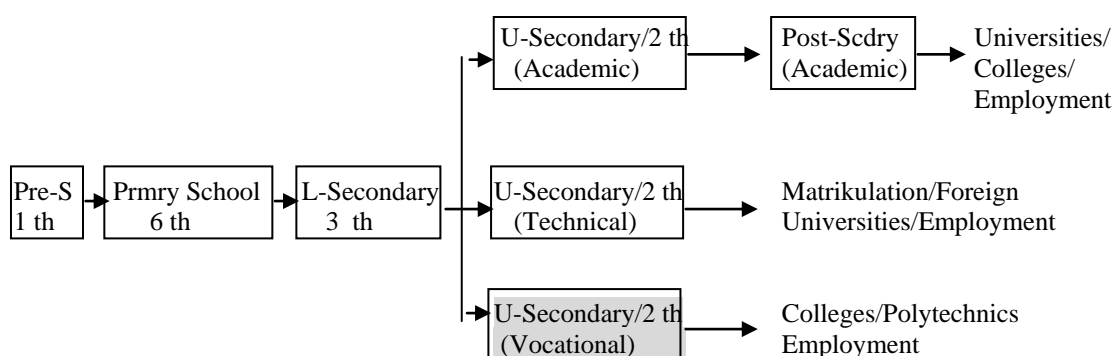 U-Secondary/2 th
(Academic)
Post-Scdry
(Academic)
Universities/
Colleges/
Employment
Pre-S
1 th
Prmry School
6 th
L-Secondary
3 th
U-Secondary/2 th
(Technical)
Matrikulation/Foreign
Universities/Employment
U-Secondary/2 th
(Vocational)
Colleges/Polytechnics
Employment